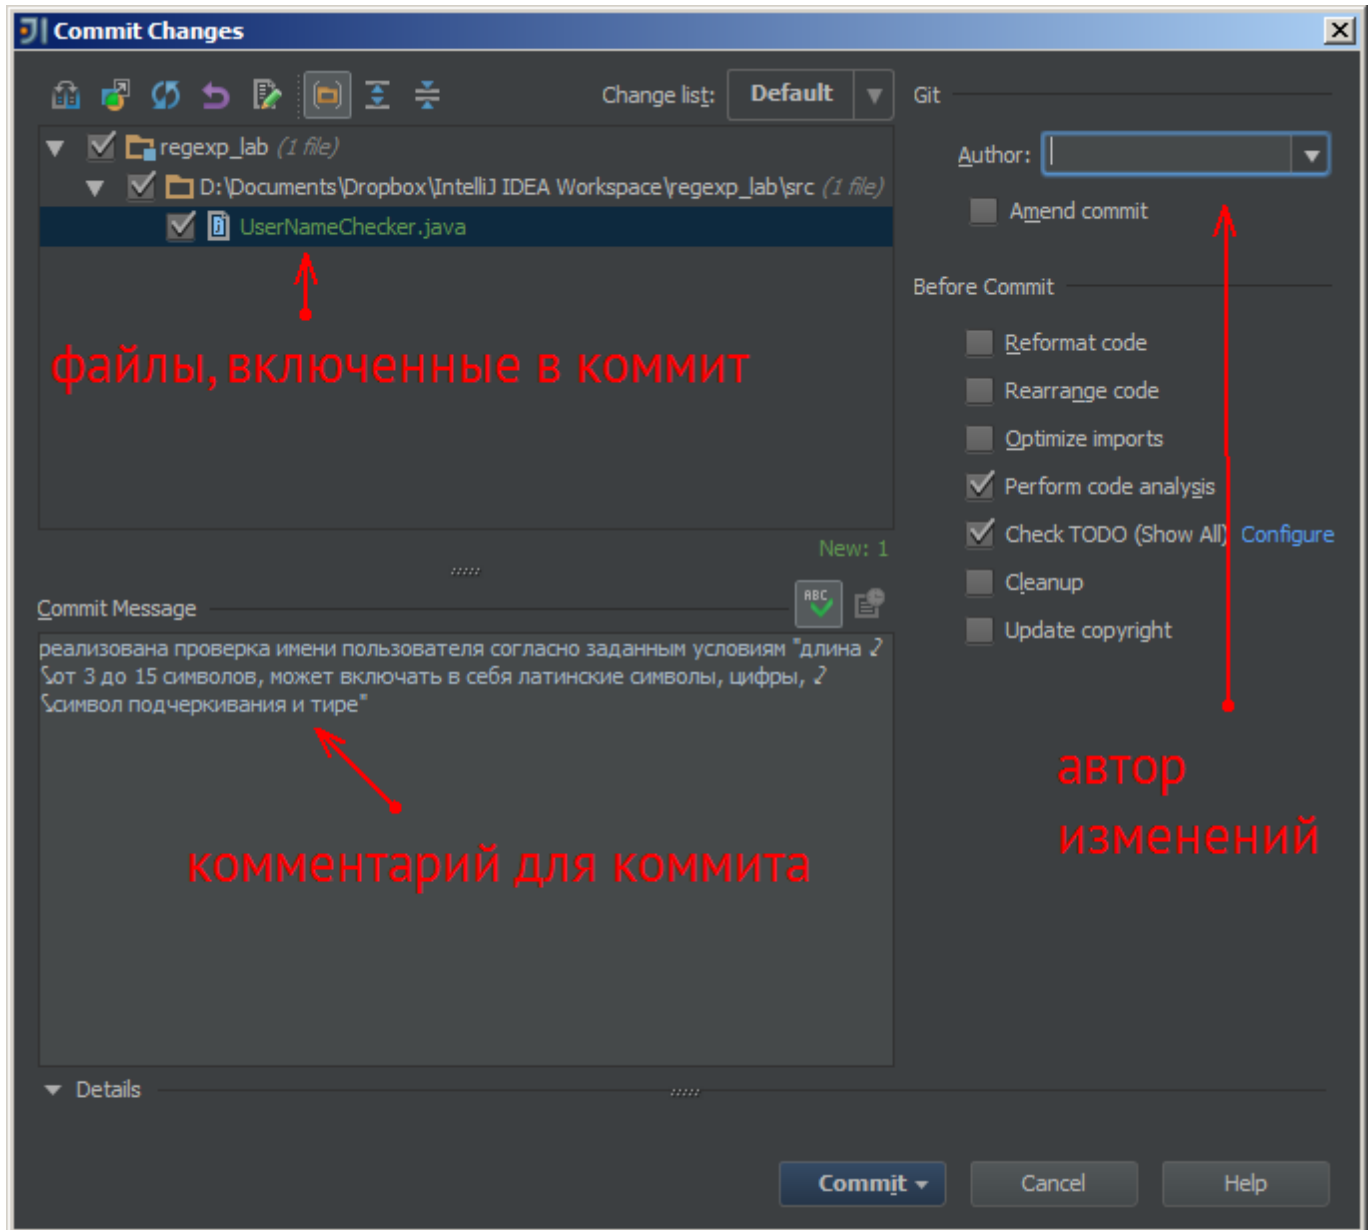 Commit Changes
Change list: Default
Git
regexp_lab (1 file)
Author:
D:\Documents\Dropbox\IntelliJ IDEA Workspace\regexp_lab\src (1 file)
Amend commit
UserNameChecker.java
Before Commit
файлы, включенные в коммит
Reformat code
Rearrange code
Optimize imports
Perform code analysis
Check TODO (Show All) Configure
New: 1
Cleanup
Commit Message
ABC
Update copyright
реализована проверка имени пользователя согласно заданным условиям "длина
от 3 до 15 символов, может включать в себя латинские символы, цифры,
символ подчеркивания и тире"
автор
изменений
комментарий для коммита
Details
Commit
Cancel
Help